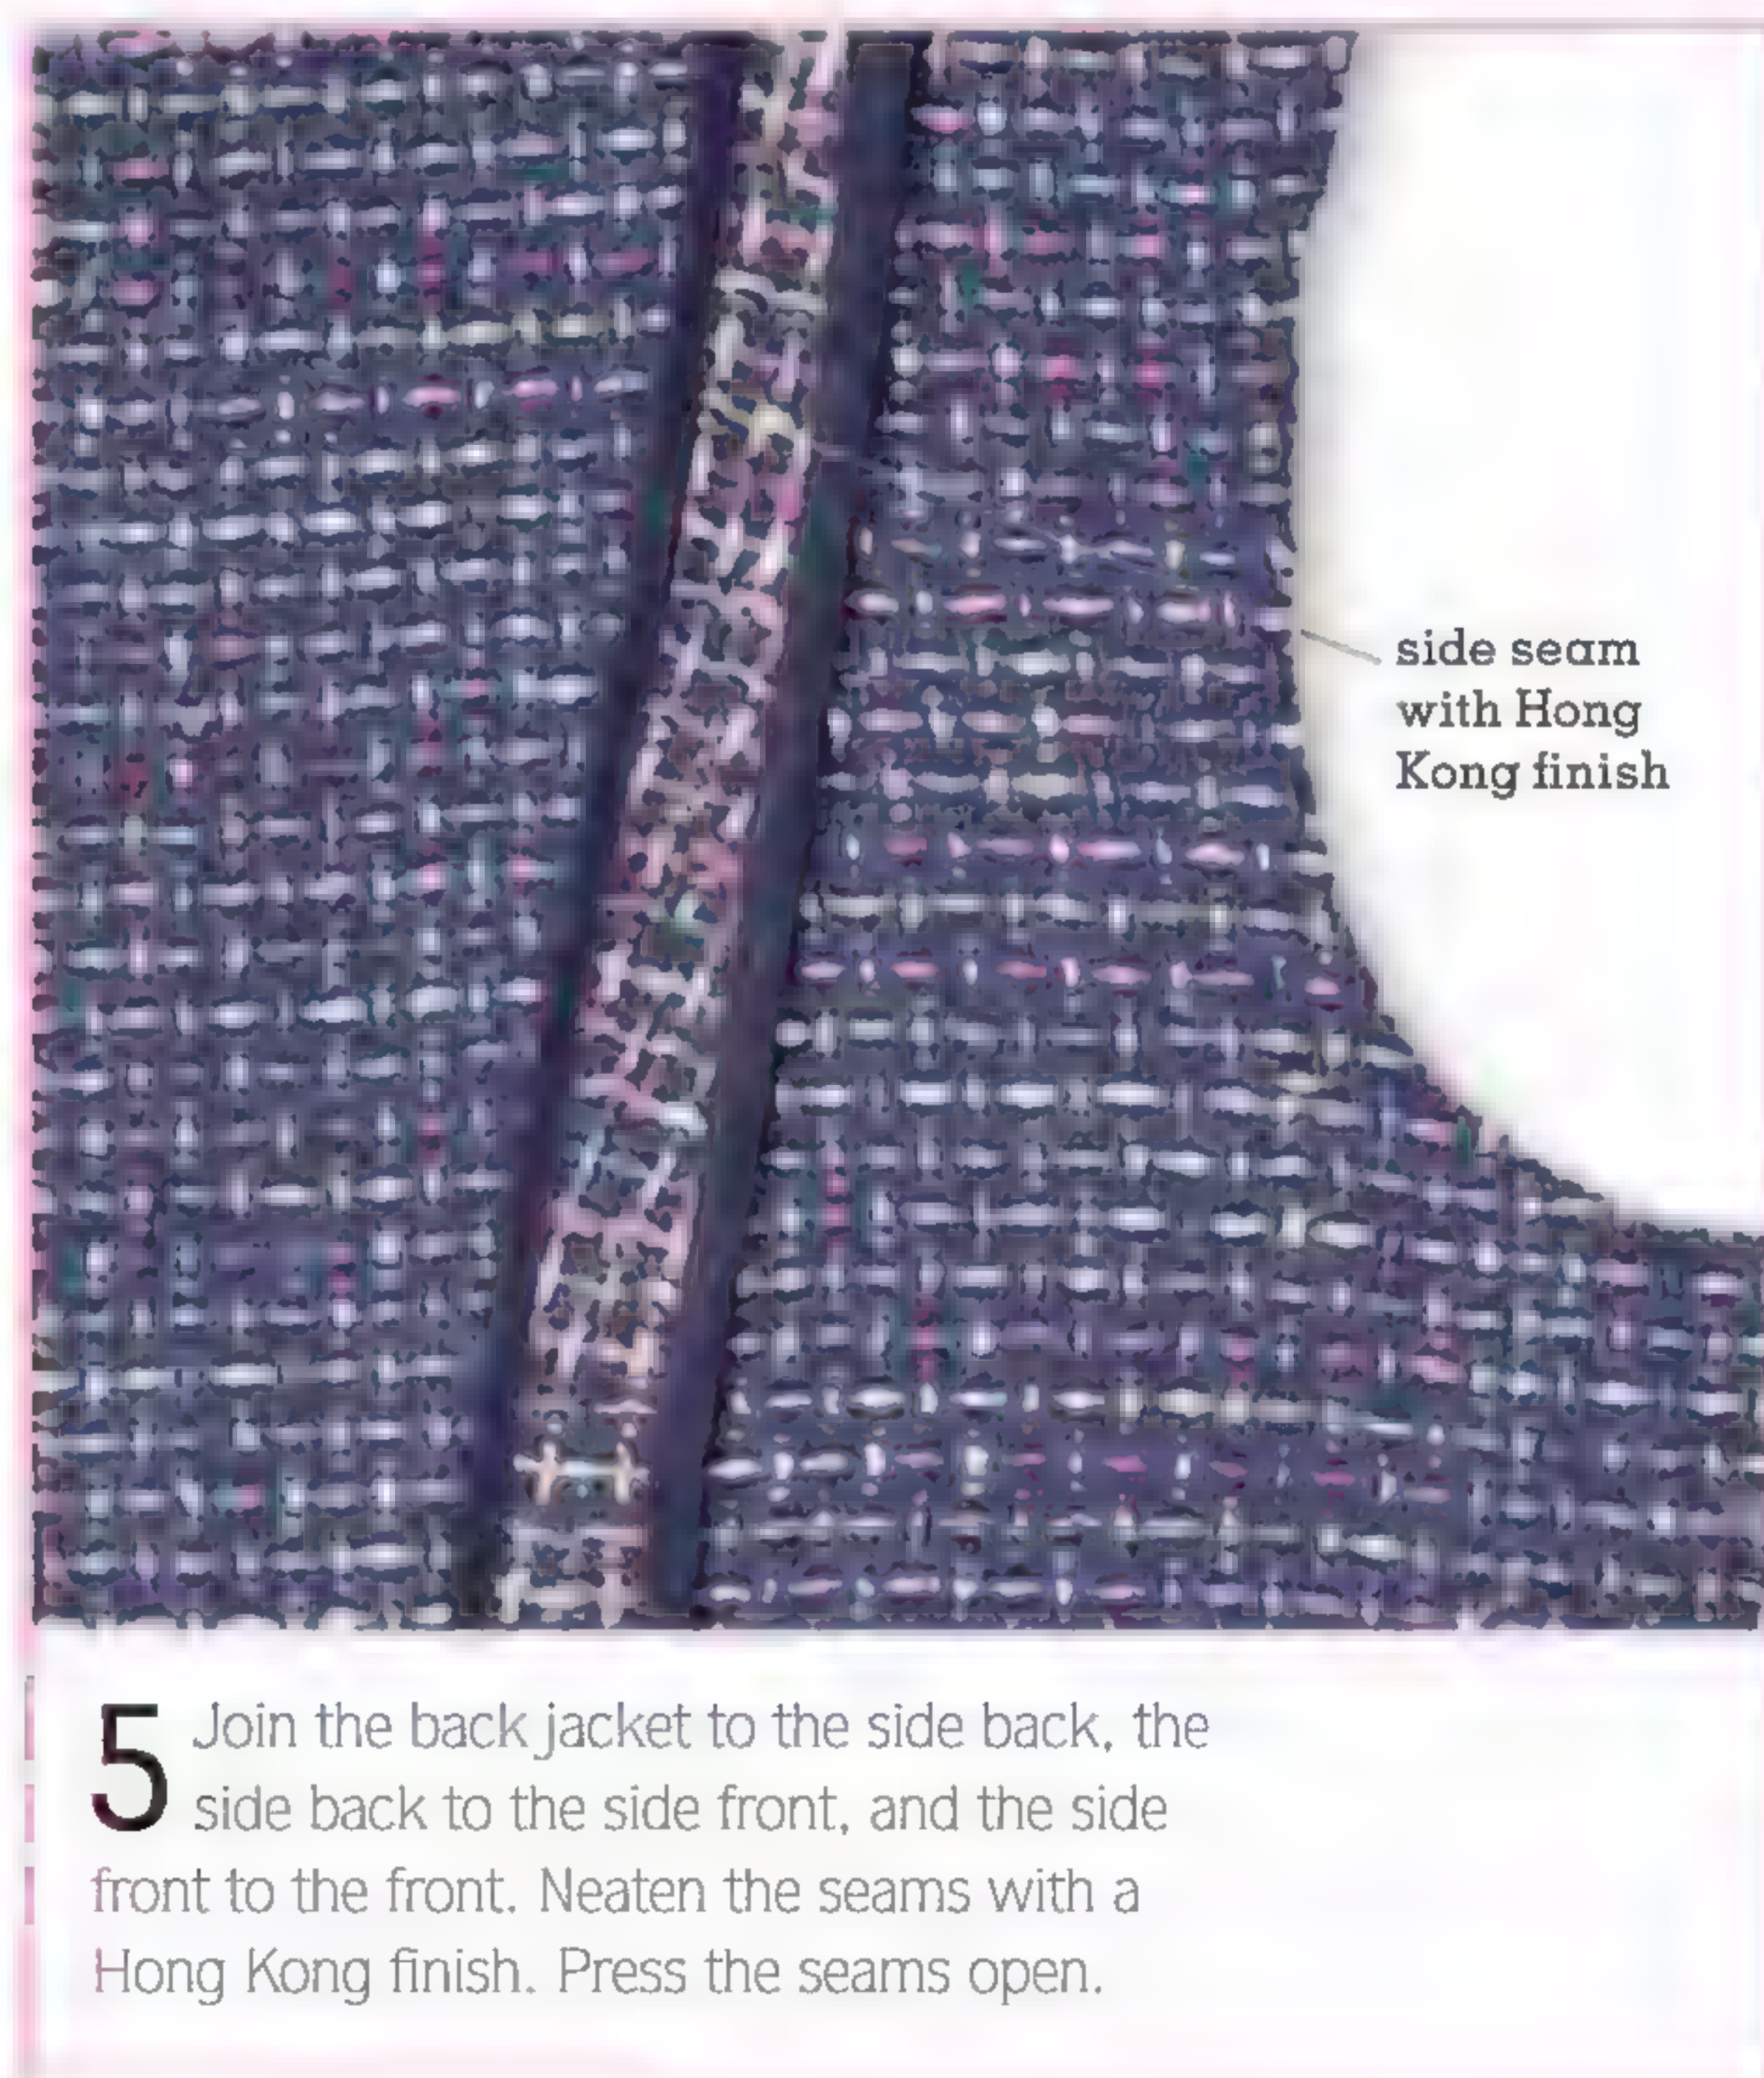 side seam
with Hong
Kong finish
5 Join the back jacket to the side back, the
side back to the side front, and the side
front to the front. Neaten the seams with a
Hong Kong finish. Press the seams open.